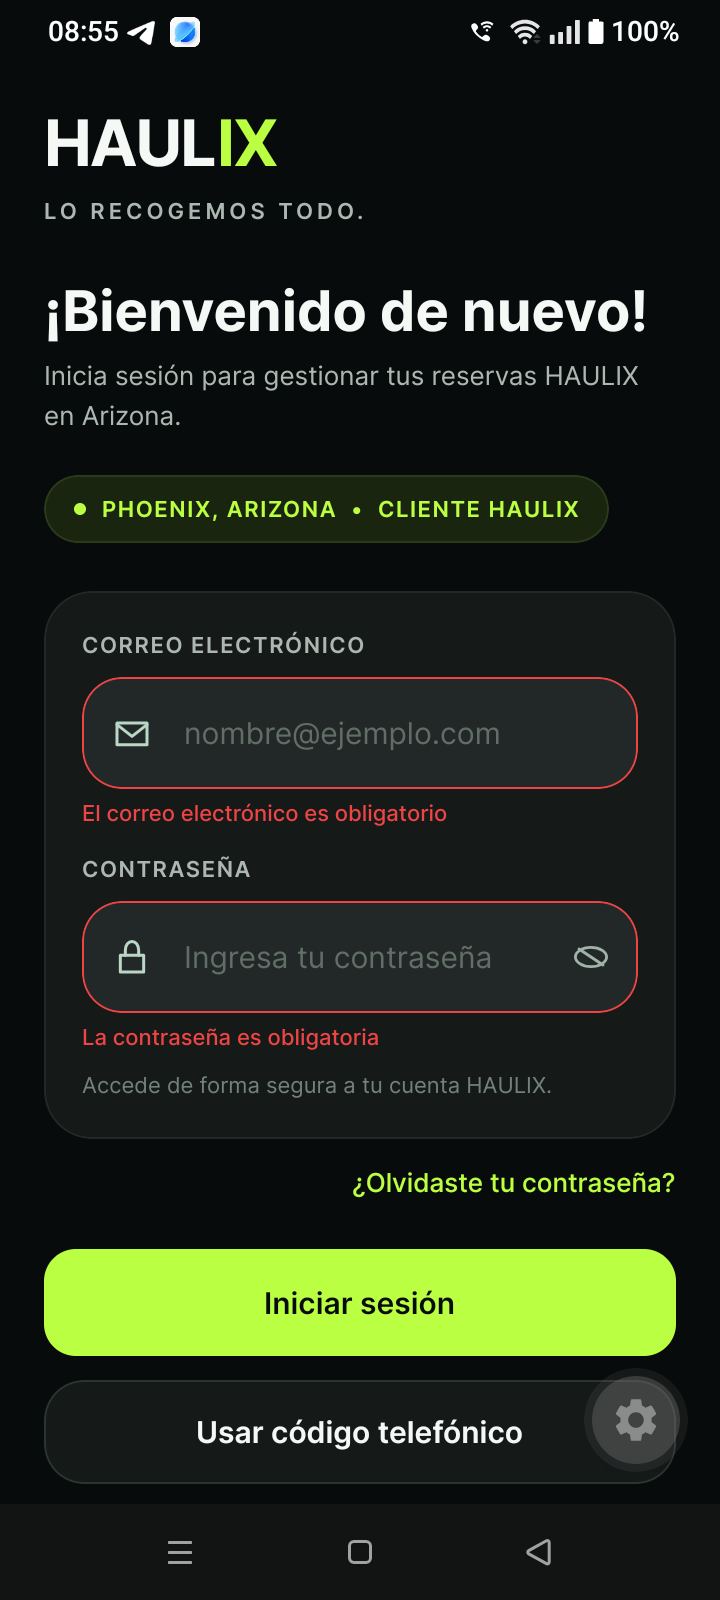 08:55
100%
HAULIX
LO RECOGEMOS TODO.
¡Bienvenido de nuevo!
Inicia sesión para gestionar tus reservas HAULIX
en Arizona.
PHOENIX, ARIZONA • CLIENTE HAULIX
CORREO ELECTRÓNICO
nombre@ejemplo.com
El correo electrónico es obligatorio
CONTRASEÑA
Ingresa tu contraseña
La contraseña es obligatoria
Accede de forma segura a tu cuenta HAULIX.
¿Olvidaste tu contraseña?
Iniciar sesión
Usar código telefónico